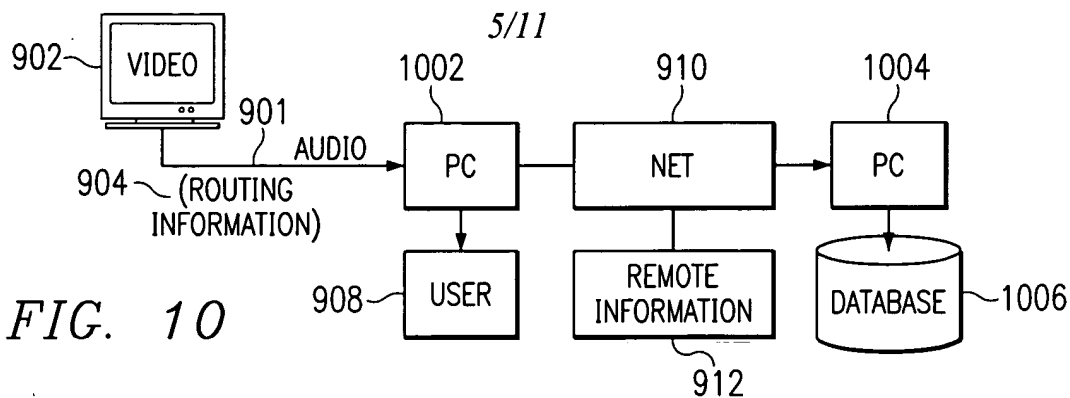 5/11
902
VIDEO
901
AUDIO
904
(ROUTING
INFORMATION)
1002
PC
910
NET
1004
PC
908
USER
REMOTE
INFORMATION
912
DATABASE
1006
FIG. 10